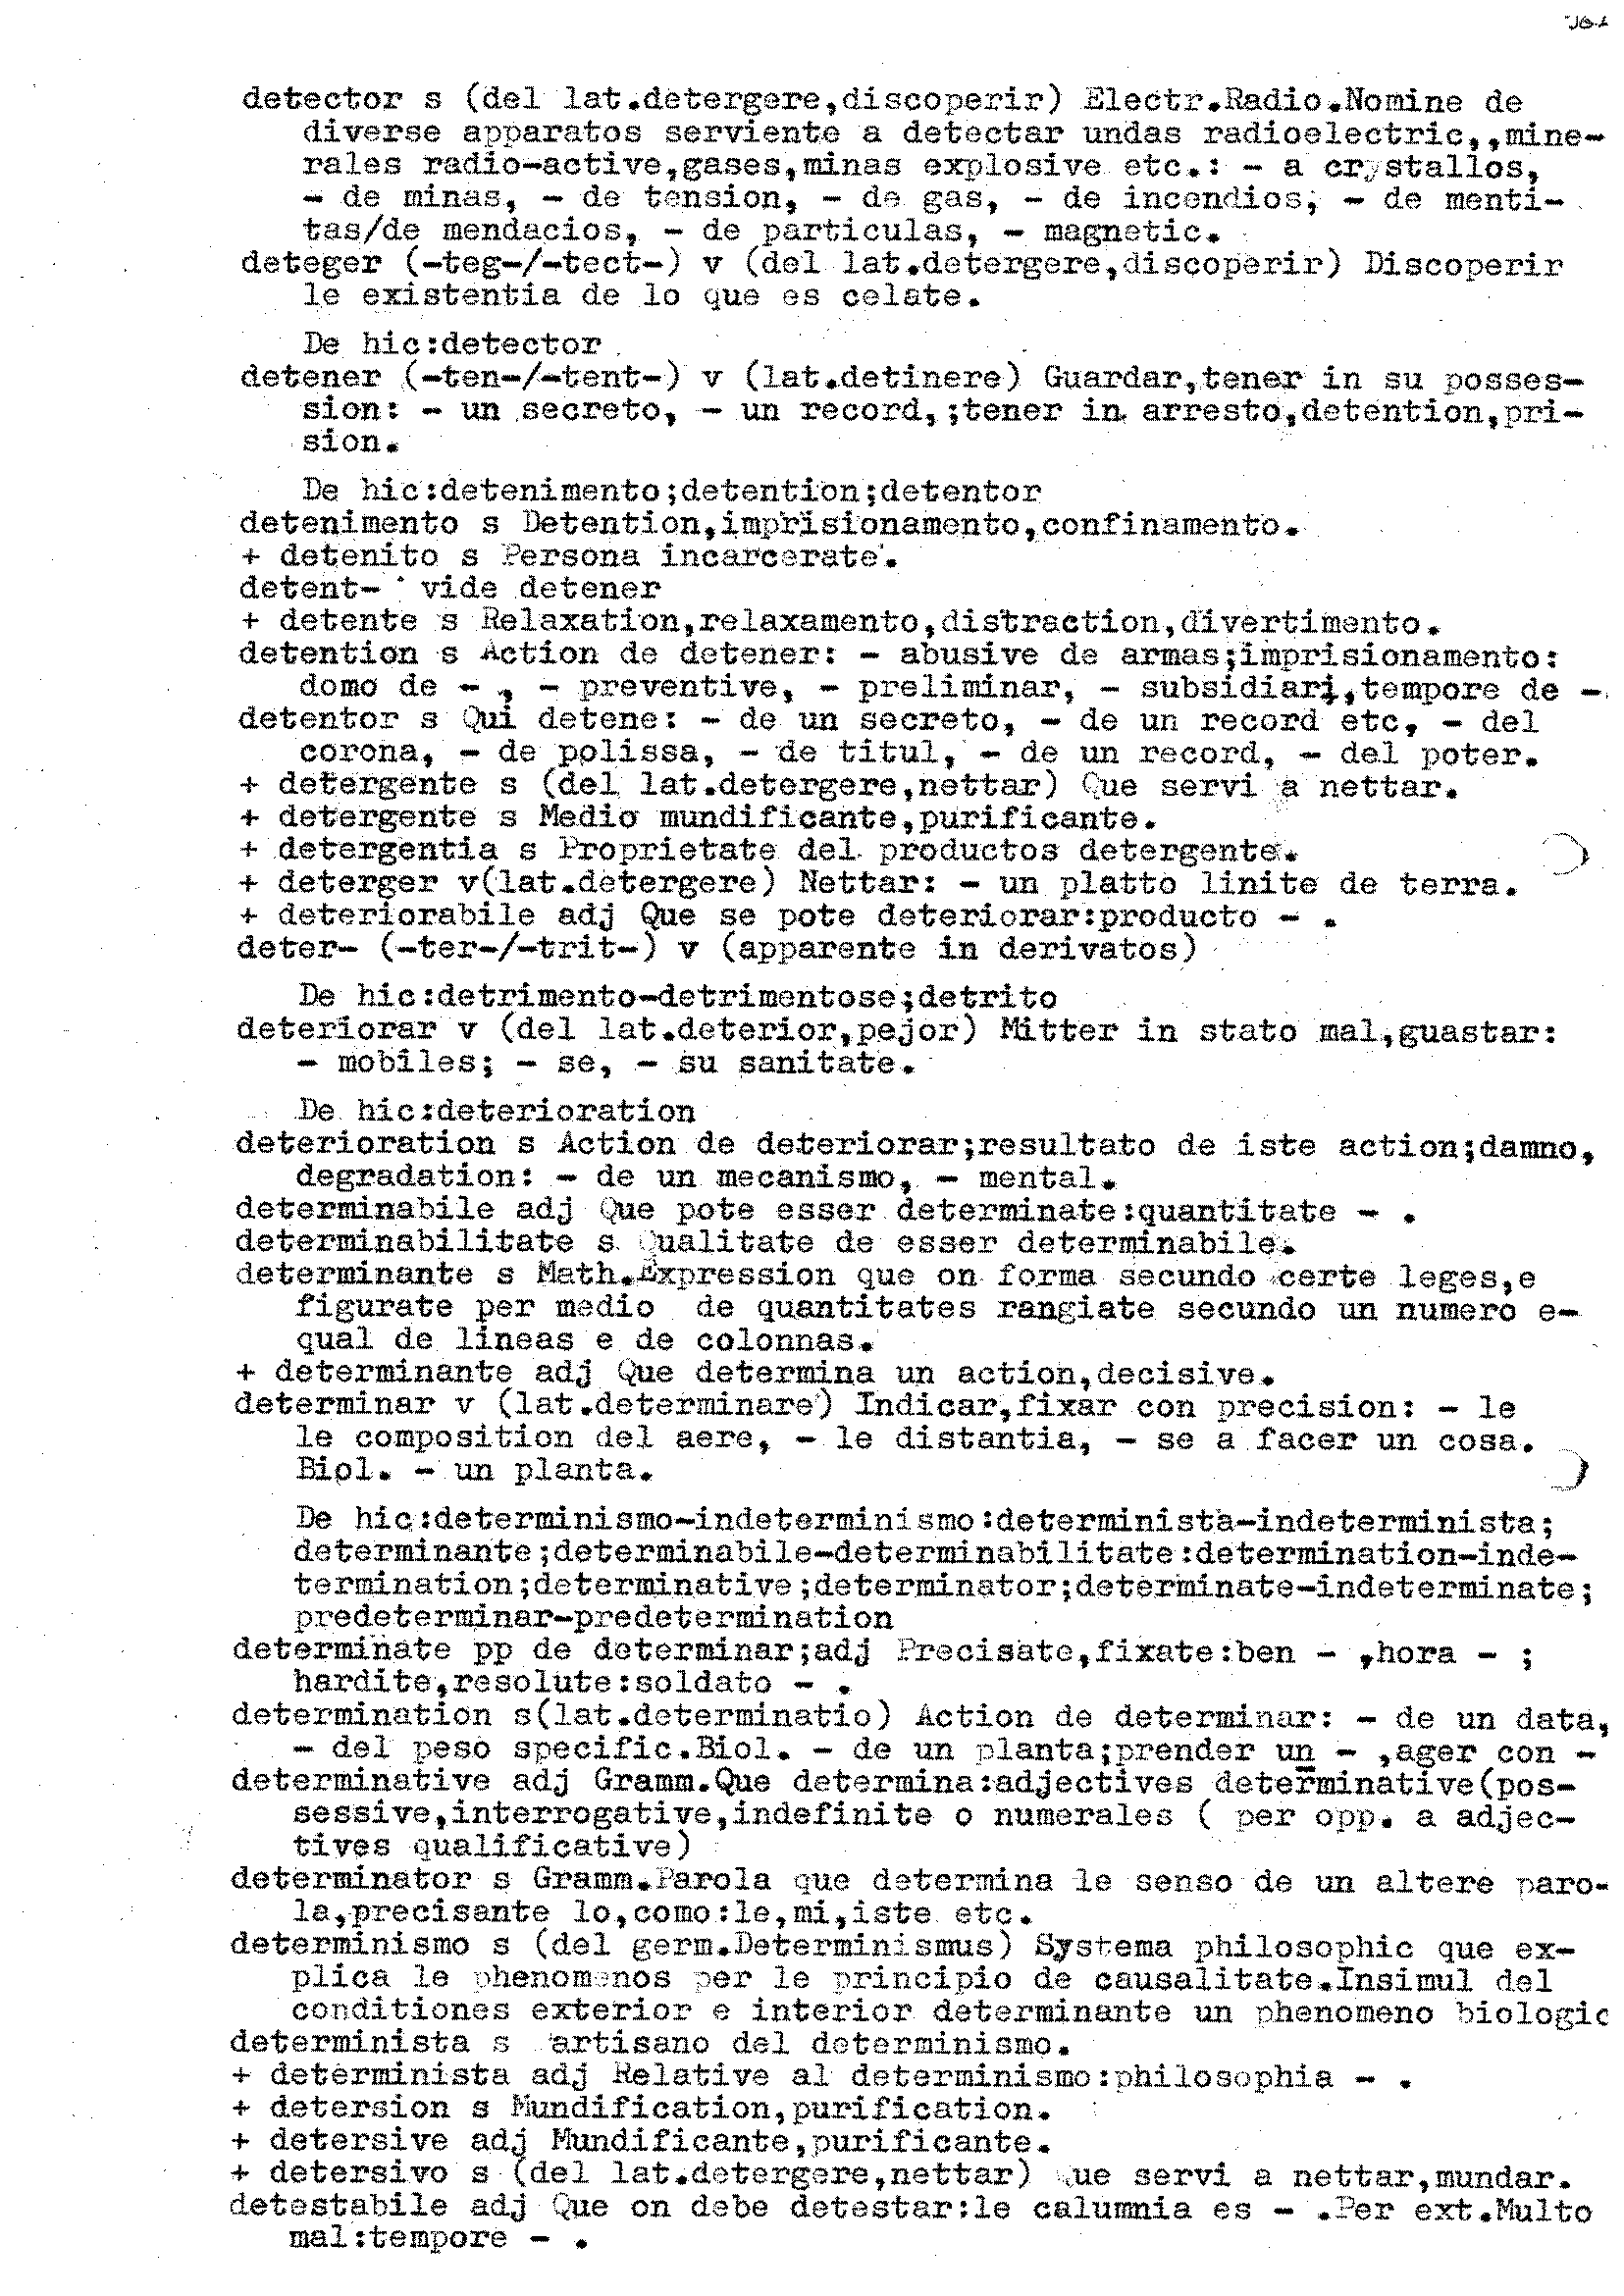 detector s (del lat.detergere,discoperir) Electr.Radio.Nomine de
diverse apparatos serviente a detectar undas radioelectric,,mine-
rales radio-active,gases,minas explosive etc.: - a crystallos,
- de minas, - de tension, - de gas, - de incendios, - de menti-
tas/de mendacios, - de particulas, - magnetic.
deteger (-teg-/-tect-) v (del lat.detergere,discoperir) Discoperir
le existentia de lo que es celate.
De hic:detector
detener (-ten-/-tent-) v (lat.detinere) Guardar,tener in su posses-
sion: - un secreto, - un record,;tener in arresto,detention,pri-
sion.
De hic:detenimento;detention;detentor
detenimento s Detention,imprisionamento,confinamento.
+ detenito s Persona incarcerate.
detent- vide detener
+ detente s Relaxation,relaxamento,distraction,divertimento.
detention s Action de detener: - abusive de armas;imprisionamento:
domo de - , - preventive, - preliminar, - subsidiari,tempore de -.
detentor s Qui detene: - de un secreto, - de un record etc, - del
corona, - de polissa, - de titul, - de un record, - del poter.
+ detergente s (del lat.detergere,nettar) Que servi a nettar.
+ detergente s Medio mundificante,purificante.
+ detergentia s Proprietate del productos detergente.
+ deterger v(lat.detergere) Nettar: - un platto linite de terra.
+ deteriorabile adj Que se pote deteriorar:producto - .
deter- (-ter-/-trit-) v (apparente in derivatos)
De hic:detrimento-detrimentose;detrito
deteriorar v (del lat.deterior,pejor) Mitter in stato mal,guastar:
- mobiles; - se, - su sanitate.
De hic:deterioration
deterioration s Action de deteriorar;resultato de iste action;damno,
degradation: - de un mecanismo, - mental.
determinabile adj Que pote esser determinate:quantitate - .
determinabilitate s Qualitate de esser determinabile.
determinante s Math.Expression que on forma secundo certe leges,e
figurate per medio de quantitates rangiate secundo un numero e-
qual de lineas e de colonnas.
+ determinante adj Que determina un action,decisive.
determinar v (lat.determinare) Indicar,fixar con precision: - le
le composition del aere, - le distantia, - se a facer un cosa.
Biol. - un planta.
De hic:determinismo-indeterminismo:determinista-indeterminista;
determinante;determinabile-determinabilitate:determination-inde-
termination;determinative;determinator;determinate-indeterminate;
predeterminar-predetermination
determinate pp de determinar;adj Precisate,fixate:ben - ,hora - ;
hardite,resolute:soldato - .
determination s(lat.determinatio) Action de determinar: - de un data,
- del peso specific.Biol. - de un planta;prender un - ,ager con -
determinative adj Gramm.Que determina:adjectives determinative(pos-
sessive,interrogative,indefinite o numerales ( per opp. a adjec-
tives qualificative)
determinator s Gramm.Parola que determina le senso de un altere paro-
la,precisante lo,como:le,mi,iste etc.
determinismo s (del germ.Determinismus) Systema philosophic que ex-
plica le phenomenos per le principio de causalitate.Insimul del
conditiones exterior e interior determinante un phenomeno biologic
determinista s artisano del determinismo.
+ determinista adj Relative al determinismo:philosophia - .
+ detersion s Mundification,purification.
+ detersive adj Mundificante,purificante.
+ detersivo s (del lat.detergere,nettar) ue servi a nettar,mundar.
detestabile adj Que on debe detestar:le calumnia es - .Per ext.Multo
mal:tempore - .